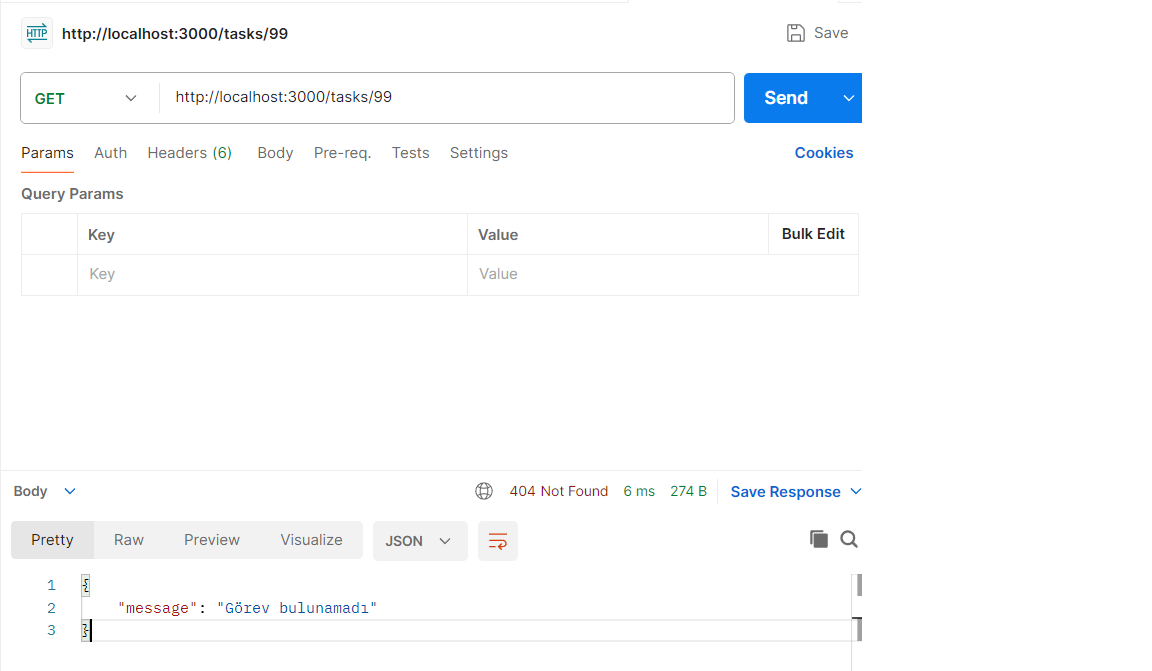 HTTP http://localhost:3000/tasks/99 Save
GET http://localhost:3000/tasks/99 Send
Params Auth Headers (6) Body Pre-req. Tests Settings Cookies
Query Params
Key Value Bulk Edit
Key Value
Body 404 Not Found 6 ms 274 B Save Response
Pretty Raw Preview Visualize JSON
1 {
2 "message": "Görev bulunamadı"
3 }